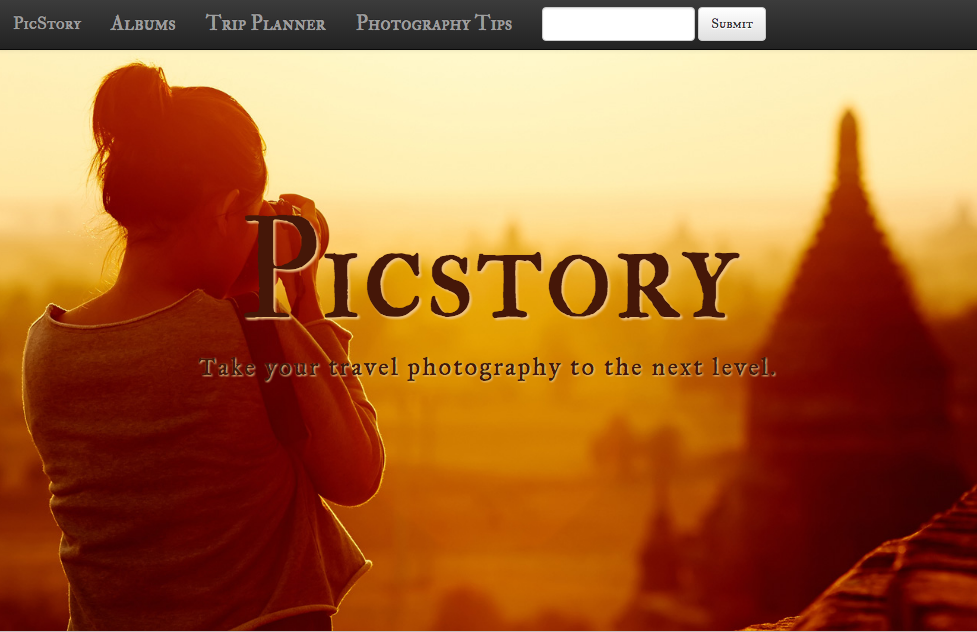 PicStory Albums Trip Planner Photography Tips Submit
Picstory
Take your travel photography to the next level.